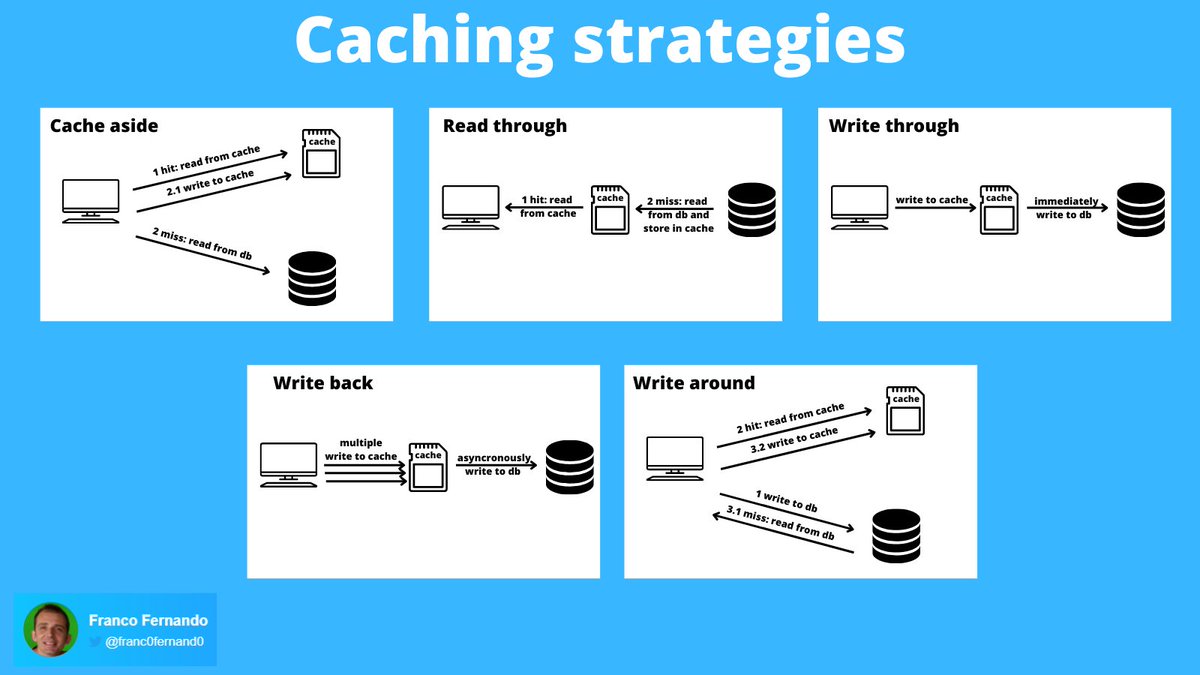 Caching strategies
Cache aside
1 hit: read from cache
2.1 write to cache
cache
2 miss: read from db
Read through
1 hit: read
from cache
cache
2 miss: read
from db and
store in cache
Write through
write to cache
cache
immediately
write to db
Write back
multiple
write to cache
cache
asyncronously
write to db
Write around
2 hit: read from cache
3.2 write to cache
cache
1 write to db
3.1 miss: read from db
Franco Fernando
@franc0fernand0